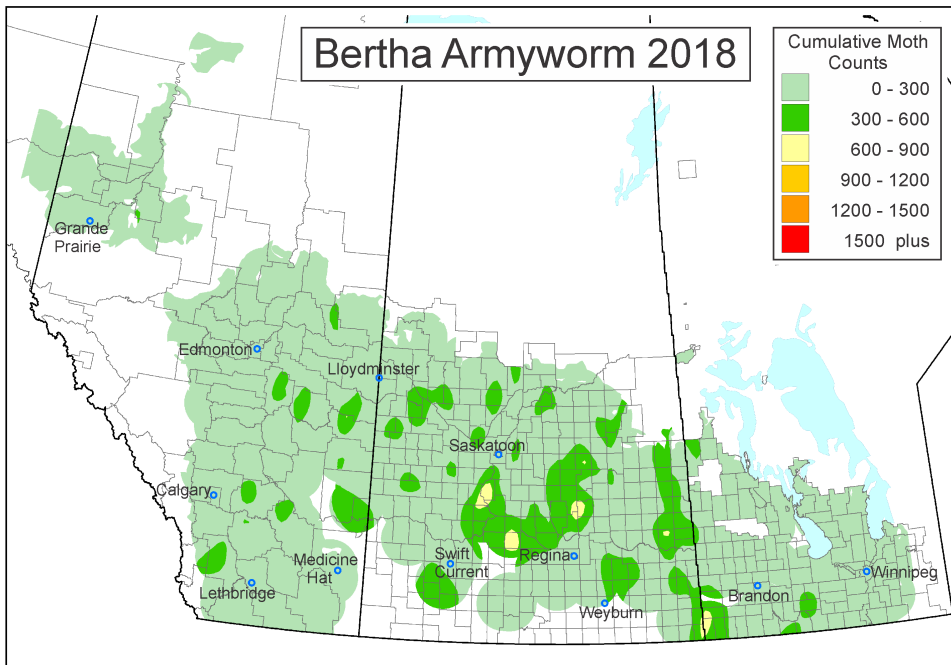 Bertha Armyworm 2018
Cumulative Moth
Counts
0 - 300
300 - 600
600 - 900
900 - 1200
1200 - 1500
1500 plus
Grande
Prairie
Edmonton
Lloydminster
Saskatoon
Calgary
Medicine
Hat
Lethbridge
Swift
Current
Regina
Weyburn
Brandon
Winnipeg